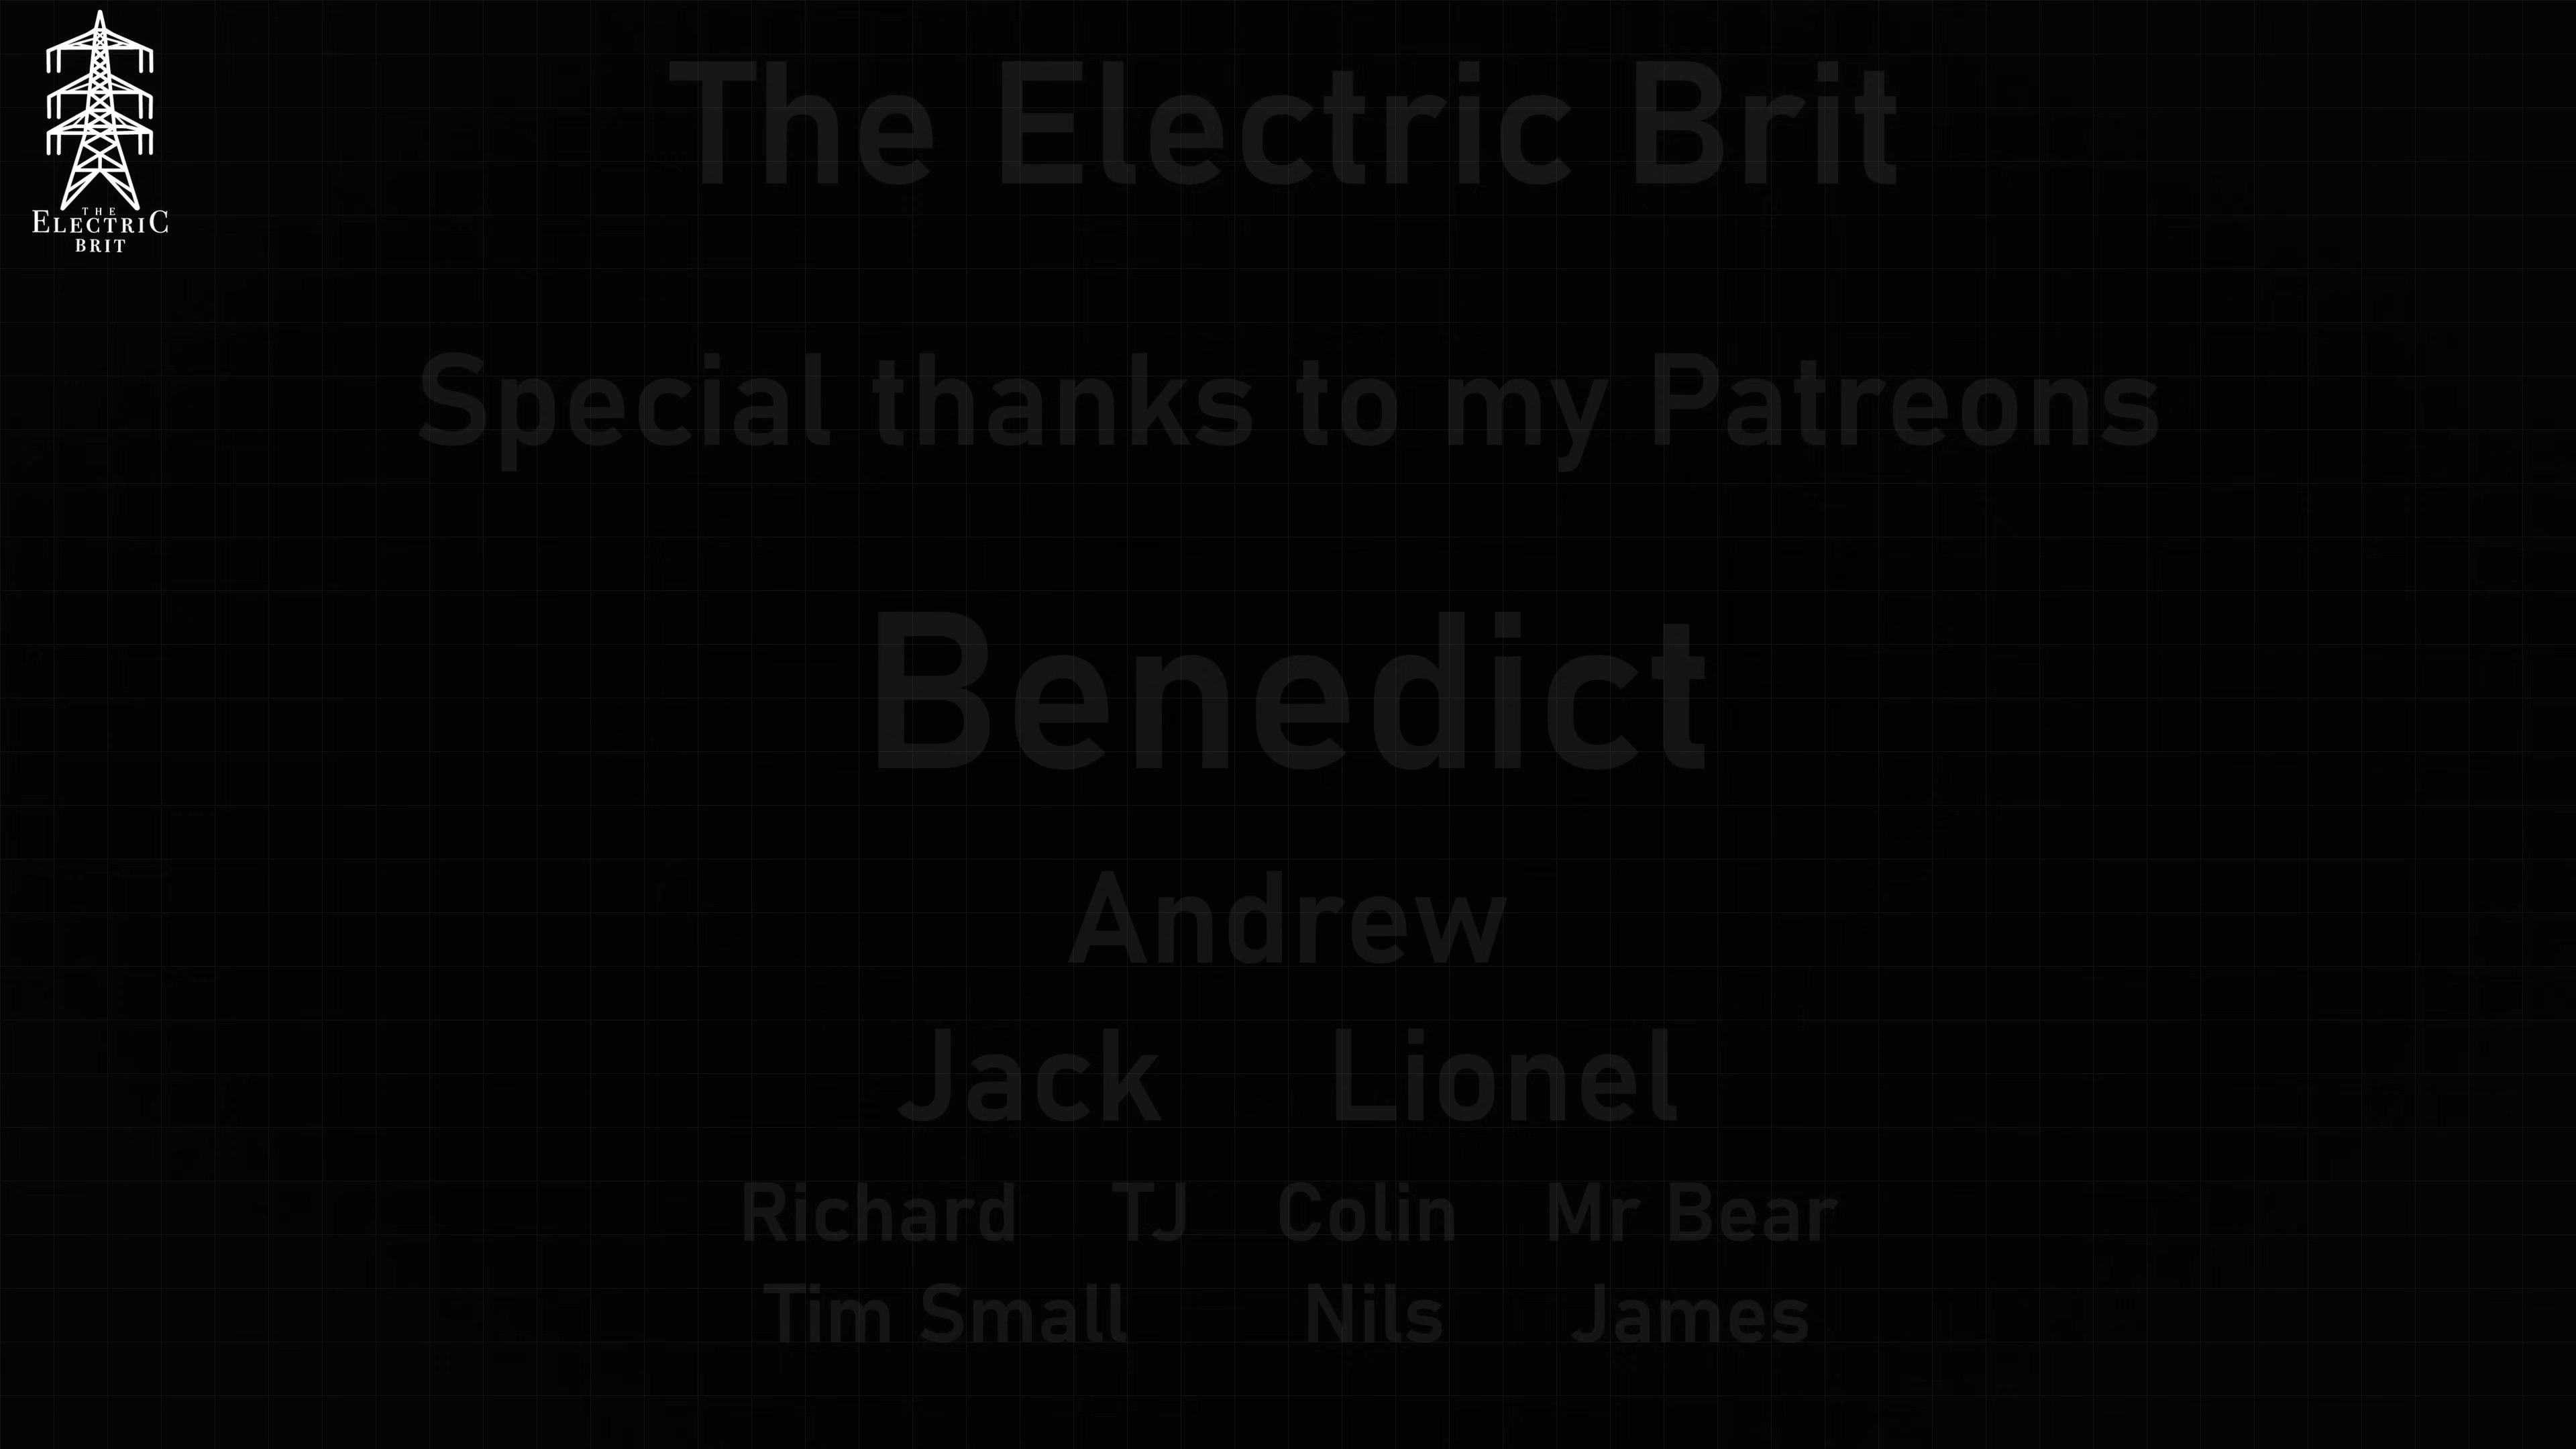 THE
ELECTRIC
BRIT
The Electric Brit
Special thanks to my Patreons
Benedict
Andrew
Jack Lionel
Richard TJ Colin Mr Bear
Tim Small Nils James